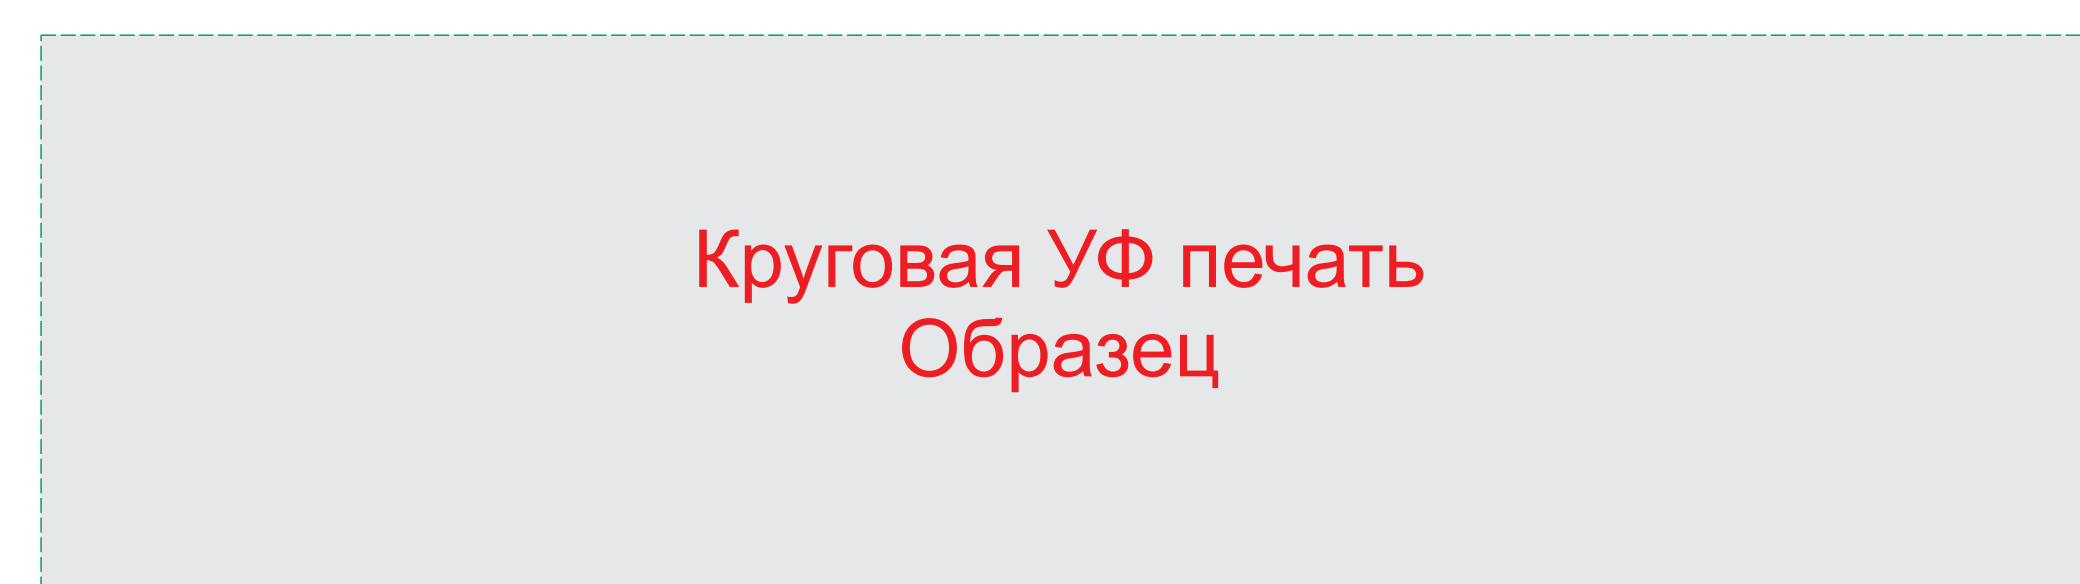 Круговая УФ печать
Образец